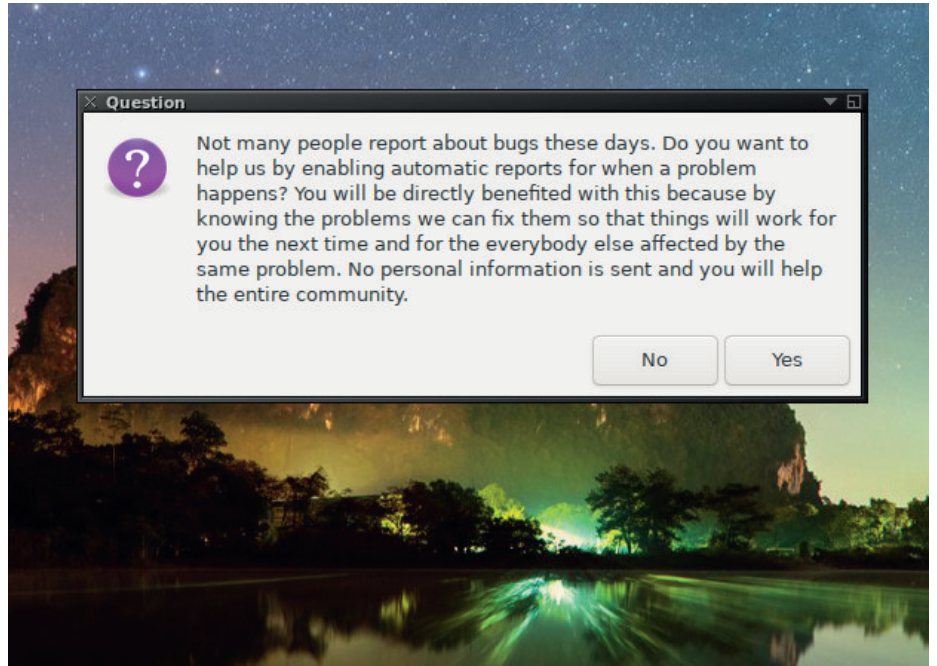 Question
Not many people report about bugs these days. Do you want to
help us by enabling automatic reports for when a problem
happens? You will be directly benefited with this because by
knowing the problems we can fix them so that things will work for
you the next time and for the everybody else affected by the
same problem. No personal information is sent and you will help
the entire community.
No
Yes